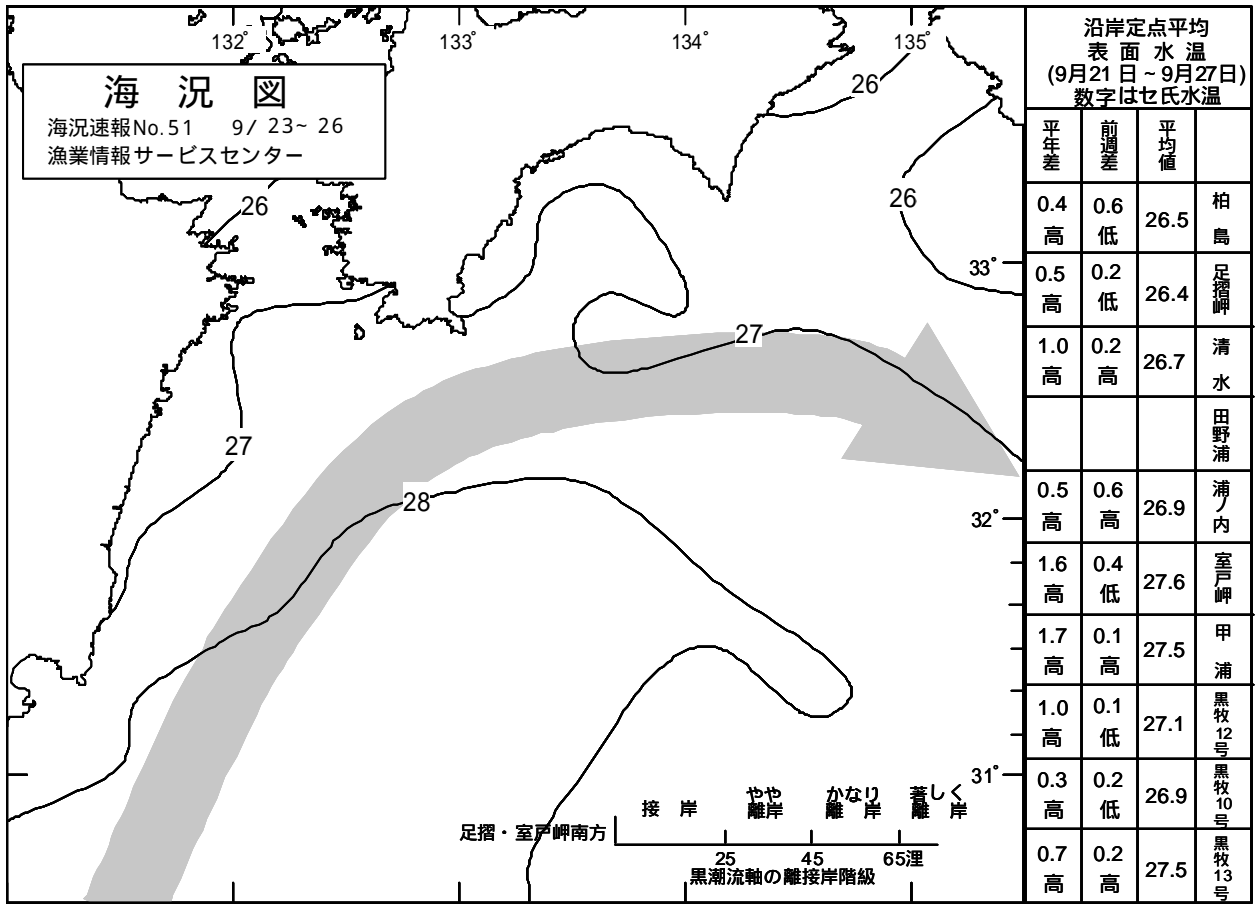 132°
133°
134°
135°
海況図
海況速報No.51 9/ 23~ 26
漁業情報サービスセンター
26
26
26
33°
27
27
28
32°
31°
接岸 やや離岸 かなり離岸 著しく離岸
足摺・室戸岬南方
25 45 65浬
黒潮流軸の離接岸階級
沿岸定点平均
表面水温
(9月21日~9月27日)
数字はセ氏水温
平年差 前週差 平均値
0.4高 0.6低 26.5 柏島
0.5高 0.2低 26.4 足摺岬
1.0高 0.2高 26.7 清水
田野浦
0.5高 0.6高 26.9 浦ノ内
1.6高 0.4低 27.6 室戸岬
1.7高 0.1高 27.5 甲浦
1.0高 0.1低 27.1 黒牧12号
0.3高 0.2低 26.9 黒牧10号
0.7高 0.2高 27.5 黒牧13号